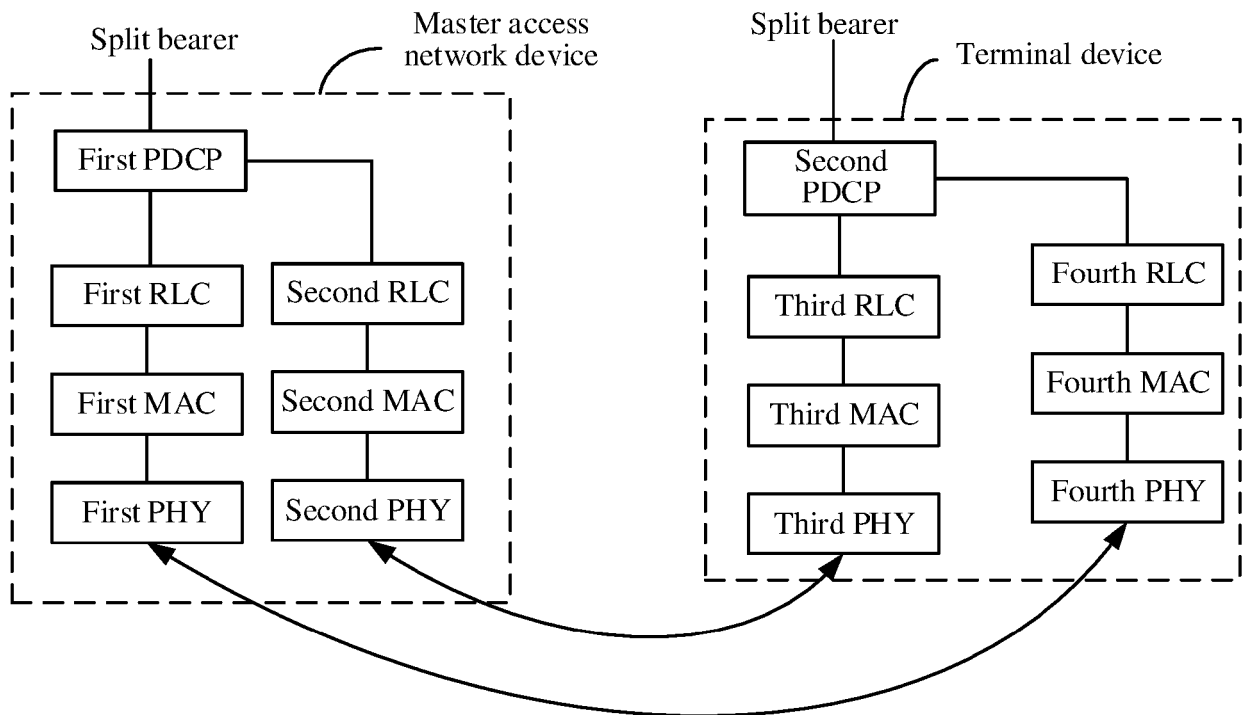 Split bearer
Master access
network device
First PDCP
First RLC
Second RLC
First MAC
Second MAC
First PHY
Second PHY
Split bearer
Terminal device
Second
PDCP
Third RLC
Fourth RLC
Third MAC
Fourth MAC
Third PHY
Fourth PHY